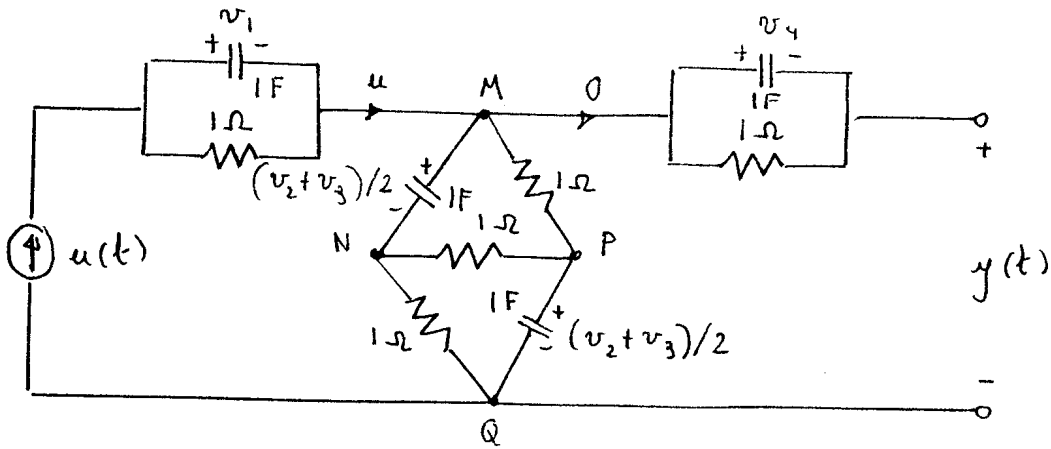 v₁
+ -
1F
1Ω
u
M
0
v₄
+ -
1F
1Ω
+
(v₂+v₃)/2
+
-
1F
1Ω
1Ω
N
P
u(t)
1Ω
1F
+
-
(v₂+v₃)/2
y(t)
Q
-